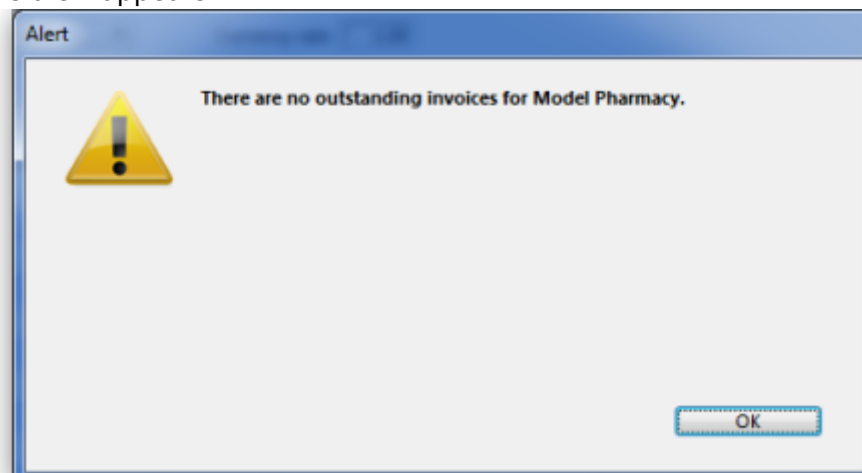 Alert
There are no outstanding invoices for Model Pharmacy.
OK